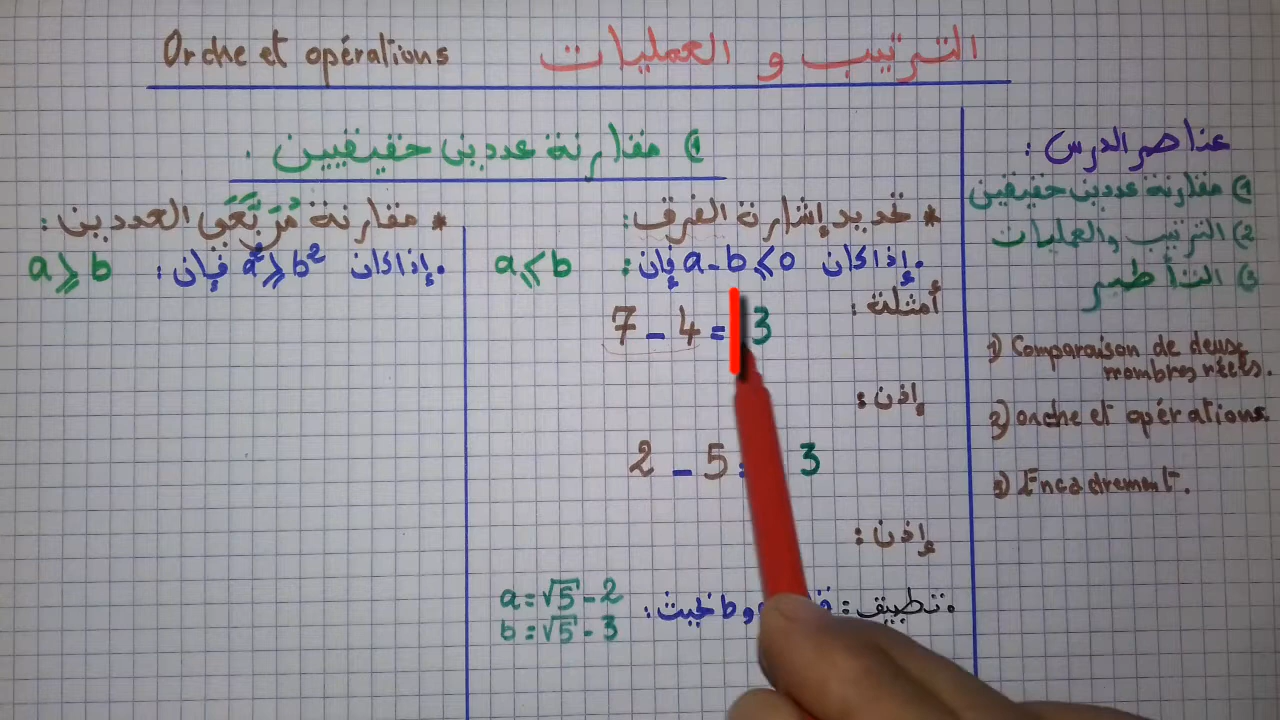 الترتيب و العمليات Orche et opérations
عناصر الدرس :
1) مقارنة عددين حقيقين
2) الترتيب والعمليات
3) التأطير
1) Comparaison de deux
nombres réels.
2) orche et opérations.
3) Encadrement.
1) مقارنة عددين حقيقيين .
* تحديد إشارة الفرق :
. إذا كان a - b ⩽ 0 فإن : a ⩽ b
أمثلة :
7 - 4 = 3
إذن :
2 - 5 = 3
إذن :
• تطبيق : b و بحيث :
a = √5 - 2
b = √5 - 3
* مقارنة مُرَبَّعَي العددين :
. إذا كان a² ⩾ b² فإن : a ⩾ b